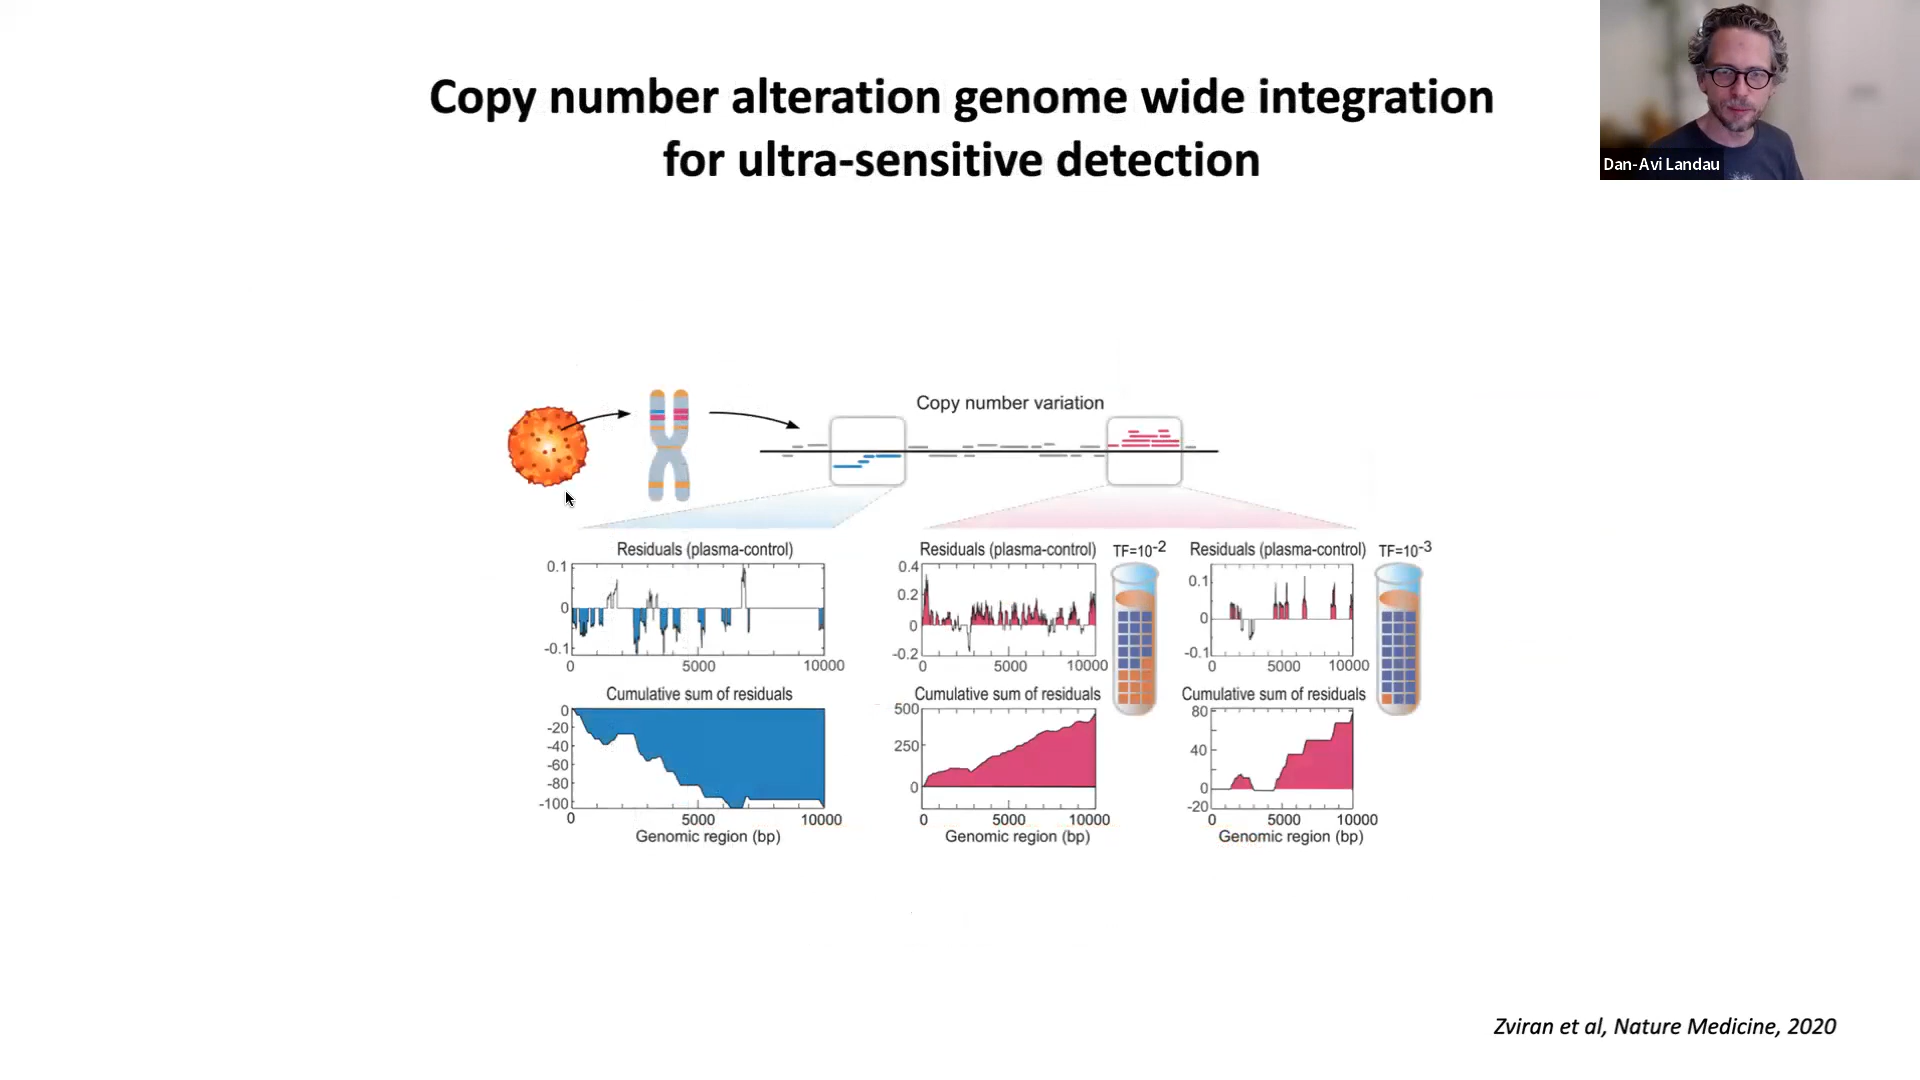 Copy number alteration genome wide integration
for ultra-sensitive detection
Dan-Avi Landau
Copy number variation
Residuals (plasma-control)
0.1
0
-0.1
0
5000
10000
Cumulative sum of residuals
0
-20
-40
-60
-80
-100
0
5000
10000
Genomic region (bp)
Residuals (plasma-control)
TF=10-2
0.4
0.2
0
-0.2
0
5000
10000
Cumulative sum of residuals
500
250
0
0
5000
10000
Genomic region (bp)
Residuals (plasma-control)
TF=10-3
0.1
0
-0.1
0
5000
10000
Cumulative sum of residuals
80
40
0
-20
0
5000
10000
Genomic region (bp)
Zviran et al, Nature Medicine, 2020